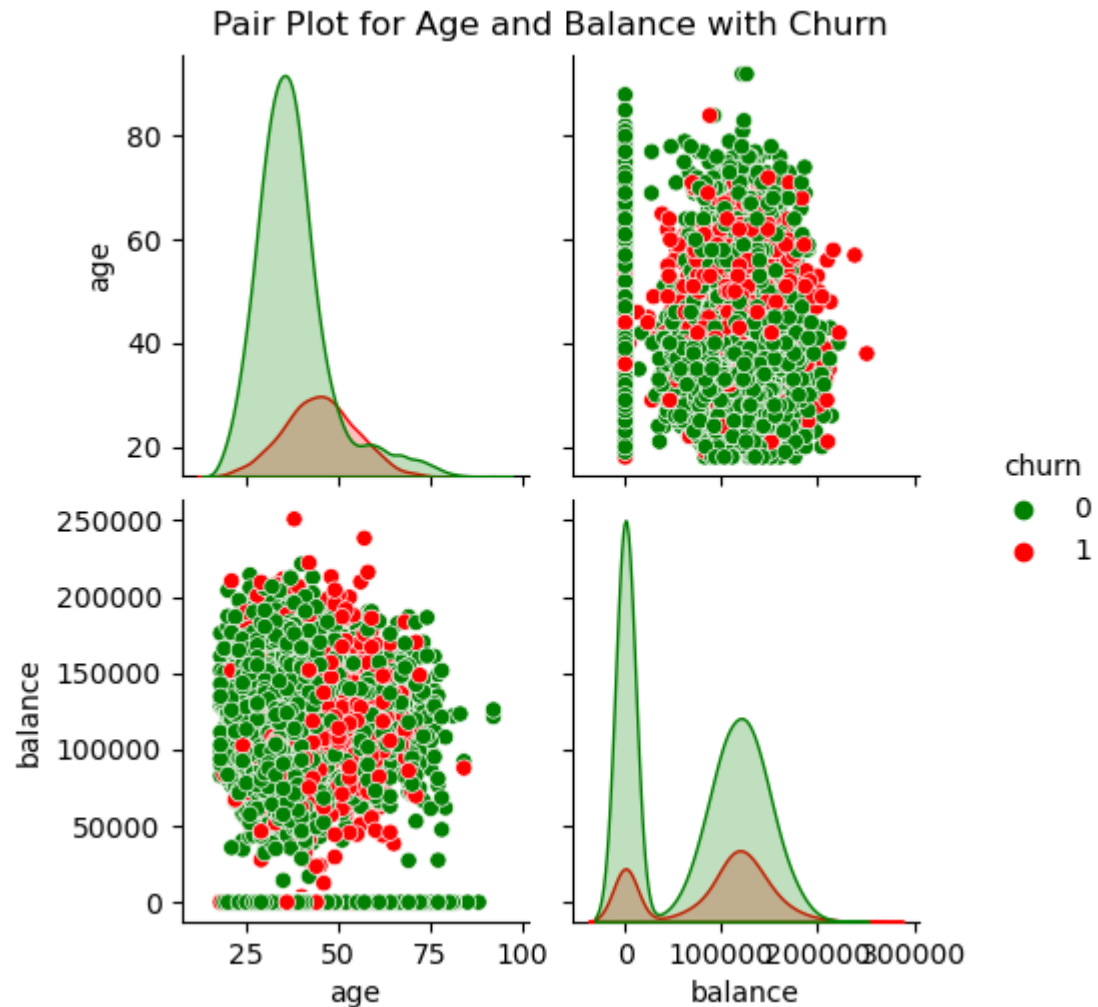 Pair Plot for Age and Balance with Churn
80
60
40
20
age
churn
0
1
250000
200000
150000
100000
50000
0
balance
25 50 75 100
age
0 100000 200000 300000
balance